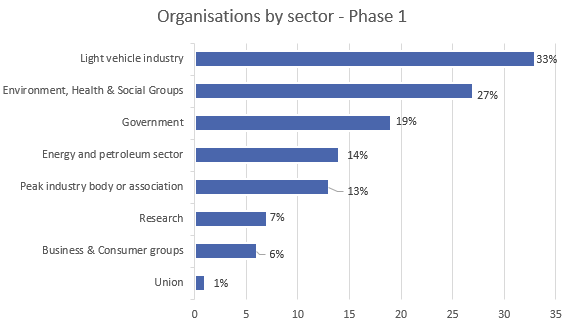 Organisations by sector - Phase 1
Light vehicle industry 33%
Environment, Health & Social Groups 27%
Government 19%
Energy and petroleum sector 14%
Peak industry body or association 13%
Research 7%
Business & Consumer groups 6%
Union 1%
0 5 10 15 20 25 30 35